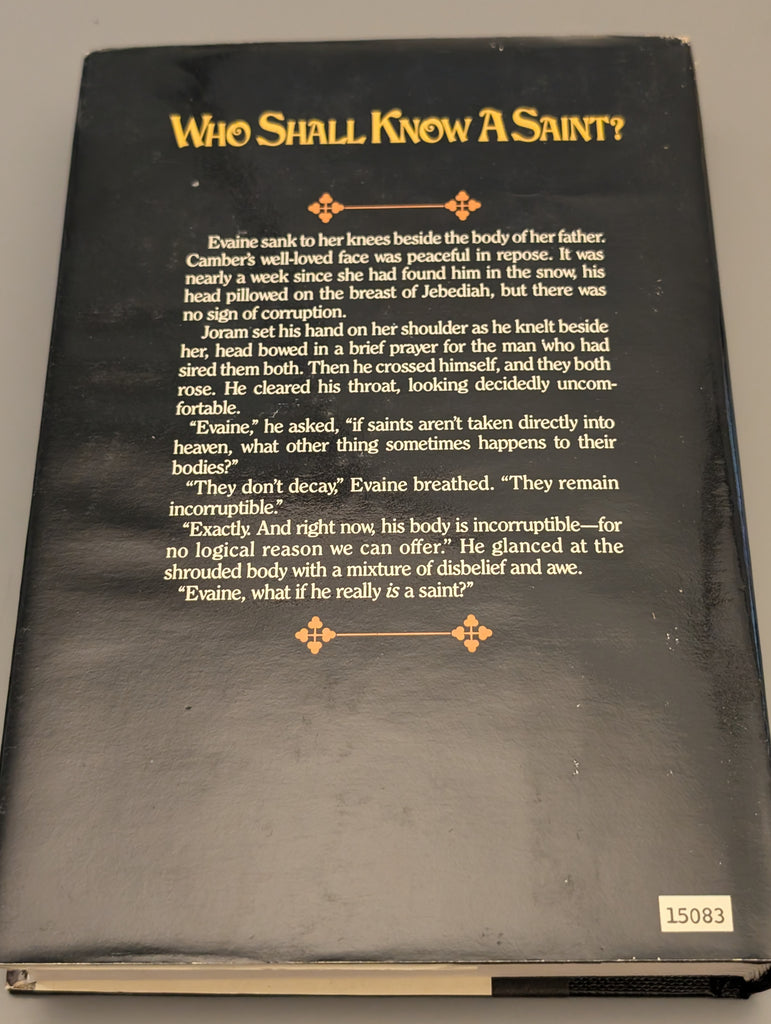 WHO SHALL KNOW A SAINT?
Evaine sank to her knees beside the body of her father.
Camber's well-loved face was peaceful in repose. It was
nearly a week since she had found him in the snow, his
head pillowed on the breast of Jebediah, but there was
no sign of corruption.
Joram set his hand on her shoulder as he knelt beside
her, head bowed in a brief prayer for the man who had
sired them both. Then he crossed himself, and they both
rose. He cleared his throat, looking decidedly uncom-
fortable.
"Evaine," he asked, "if saints aren't taken directly into
heaven, what other thing sometimes happens to their
bodies?"
"They don't decay," Evaine breathed. "They remain
incorruptible."
"Exactly. And right now, his body is incorruptible—for
no logical reason we can offer." He glanced at the
shrouded body with a mixture of disbelief and awe.
"Evaine, what if he really is a saint?"
15083